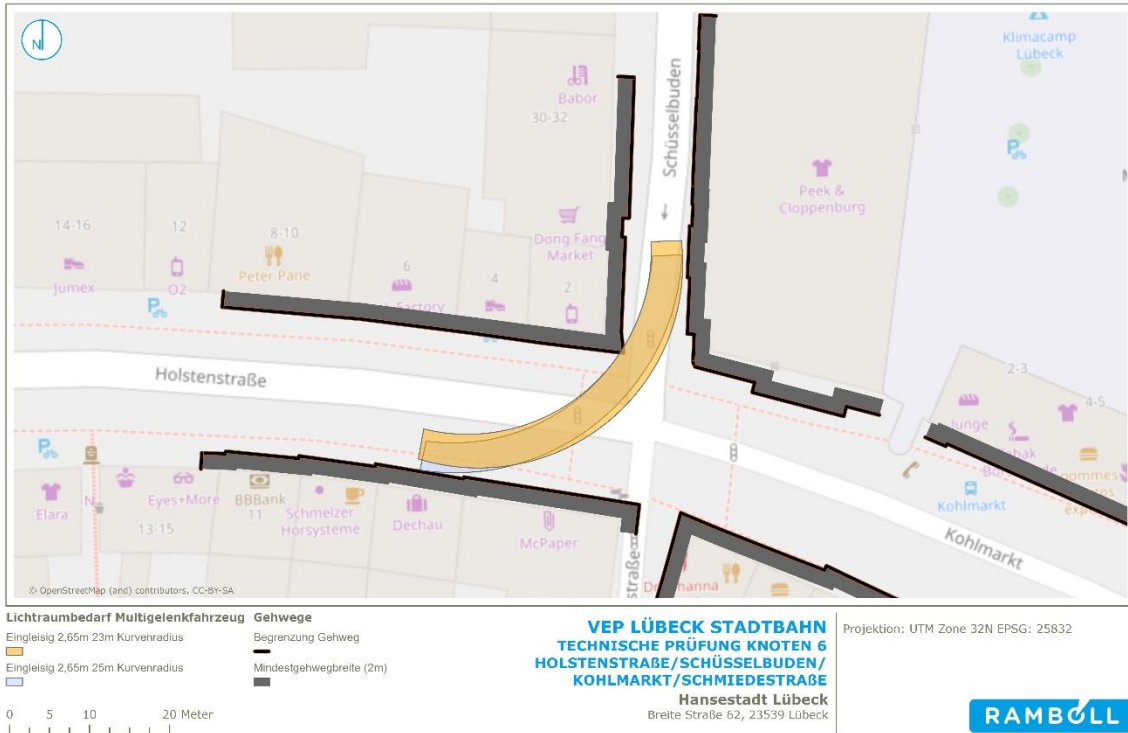 N
Klimacamp
Lübeck
Babor
30-32
Schüsselbuden
Peek &
Cloppenburg
14-16
12
8-10
Dong Fang
Market
Jumex
O2
Peter Pane
6
4
2
Factory
Holstenstraße
2-3
4-5
Junge
Kohlmarkt
Elara
N
Eyes+More
BBBank
11
13-15
Schmelzer
Hörsysteme
Dechau
McPaper
straße
Kohlmarkt
© OpenStreetMap (and) contributors, CC-BY-SA
Lichtraumbedarf Multigelenkfahrzeug
Eingleisig 2,65m 23m Kurvenradius
Eingleisig 2,65m 25m Kurvenradius
Gehwege
Begrenzung Gehweg
Mindestgehwegbreite (2m)
0 5 10 20 Meter
VEP LÜBECK STADTBAHN
TECHNISCHE PRÜFUNG KNOTEN 6
HOLSTENSTRAßE/SCHÜSSELBUDEN/
KOHLMARKT/SCHMIEDESTRAßE
Hansestadt Lübeck
Breite Straße 62, 23539 Lübeck
Projektion: UTM Zone 32N EPSG: 25832
RAMBOLL